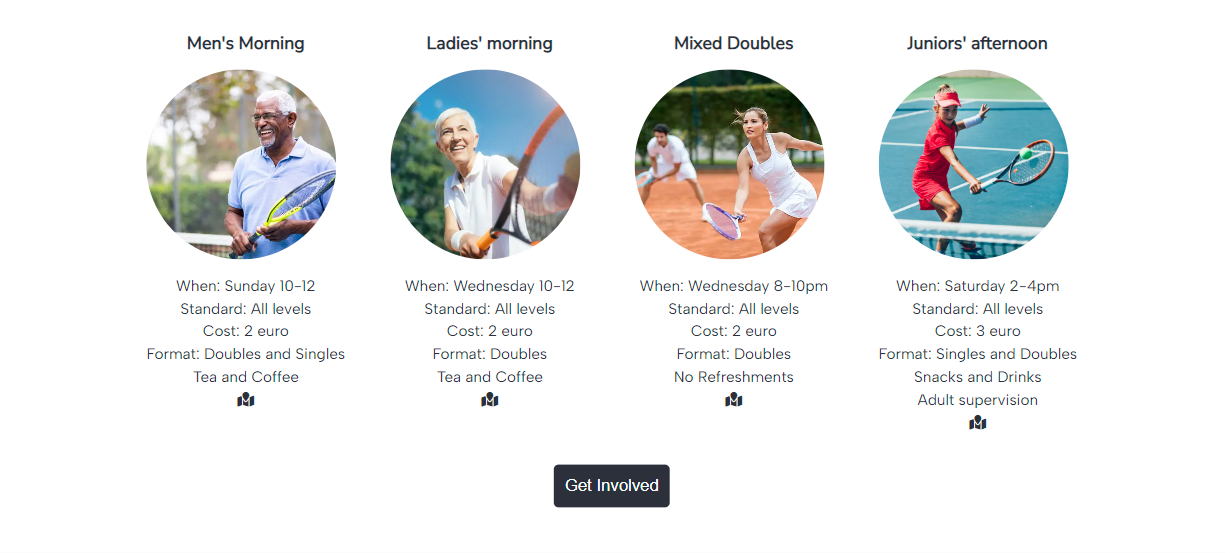 Men's Morning
When: Sunday 10-12
Standard: All levels
Cost: 2 euro
Format: Doubles and Singles
Tea and Coffee
Ladies' morning
When: Wednesday 10-12
Standard: All levels
Cost: 2 euro
Format: Doubles
Tea and Coffee
Mixed Doubles
When: Wednesday 8-10pm
Standard: All levels
Cost: 2 euro
Format: Doubles
No Refreshments
Juniors' afternoon
When: Saturday 2-4pm
Standard: All levels
Cost: 3 euro
Format: Singles and Doubles
Snacks and Drinks
Adult supervision
Get Involved